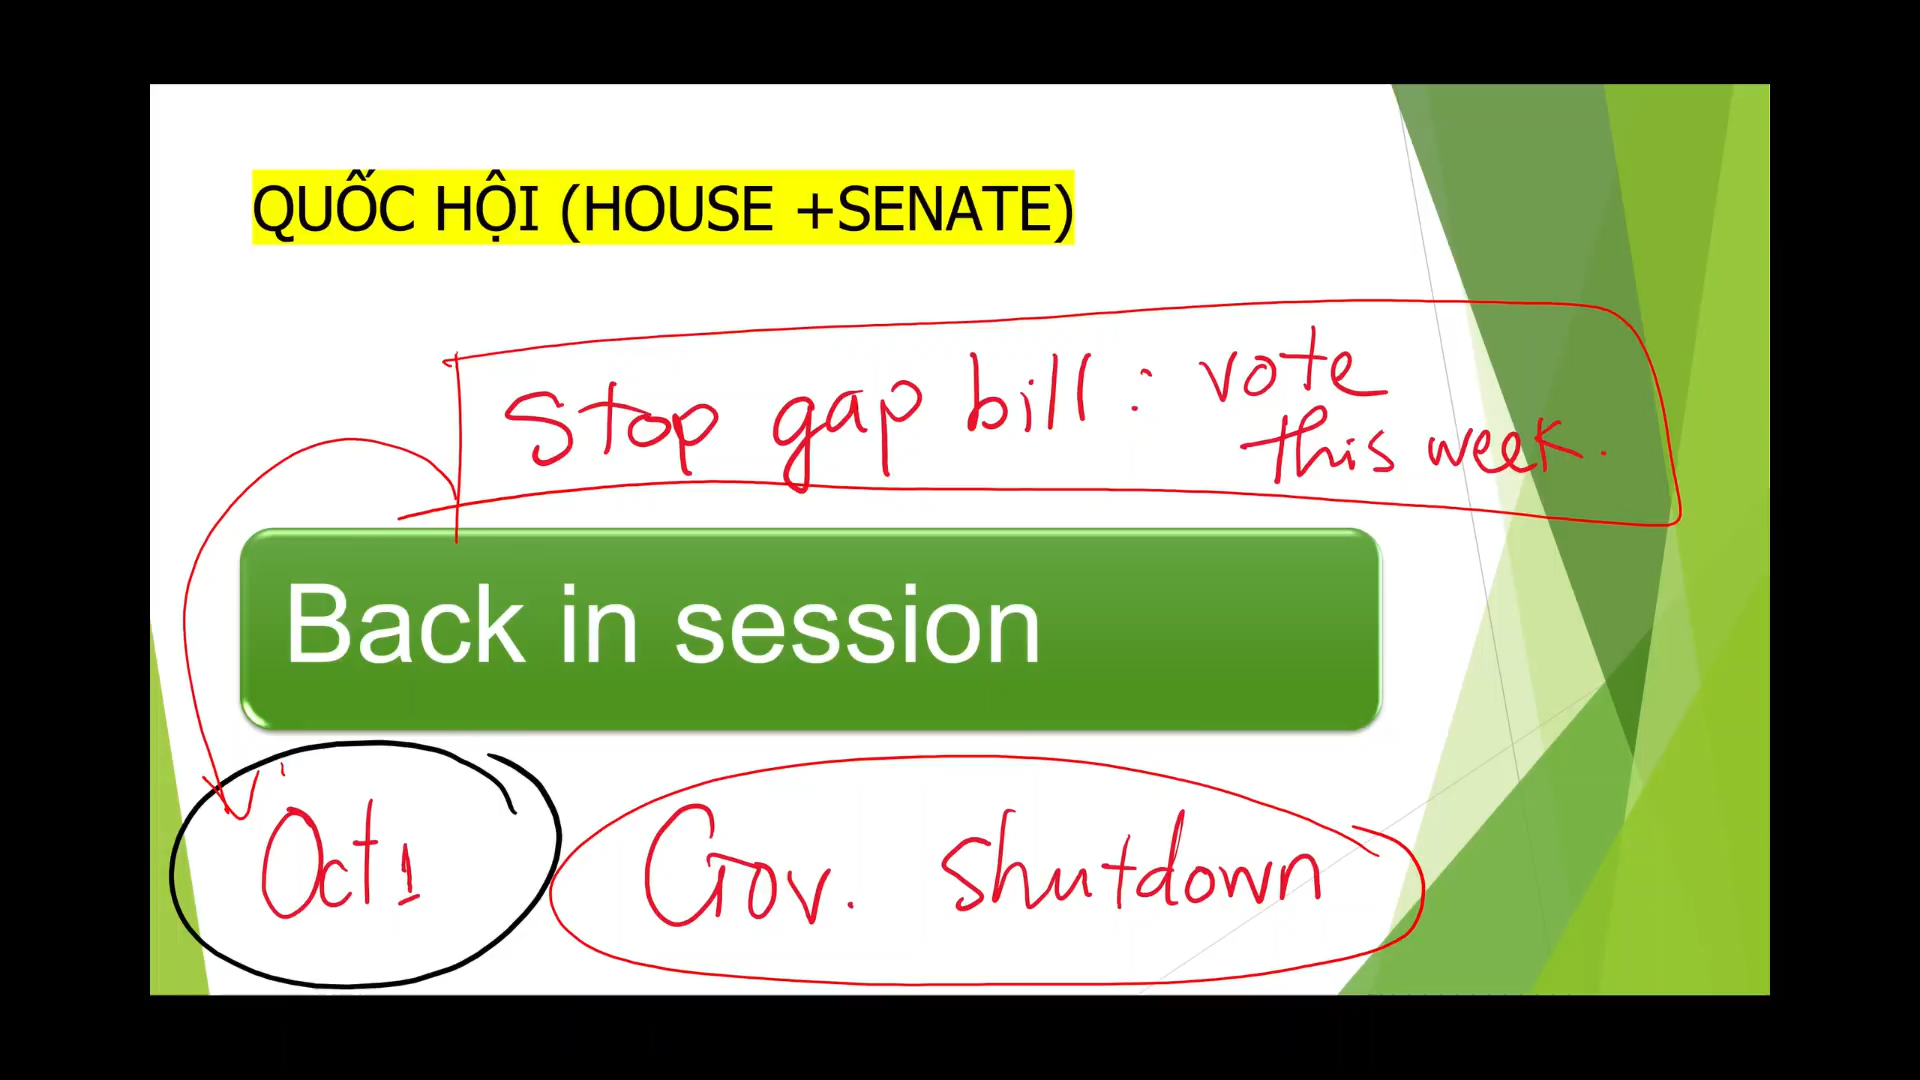 QUỐC HỘI (HOUSE +SENATE)
Stop gap bill : vote
this week.
Back in session
Oct 1
Gov. shutdown